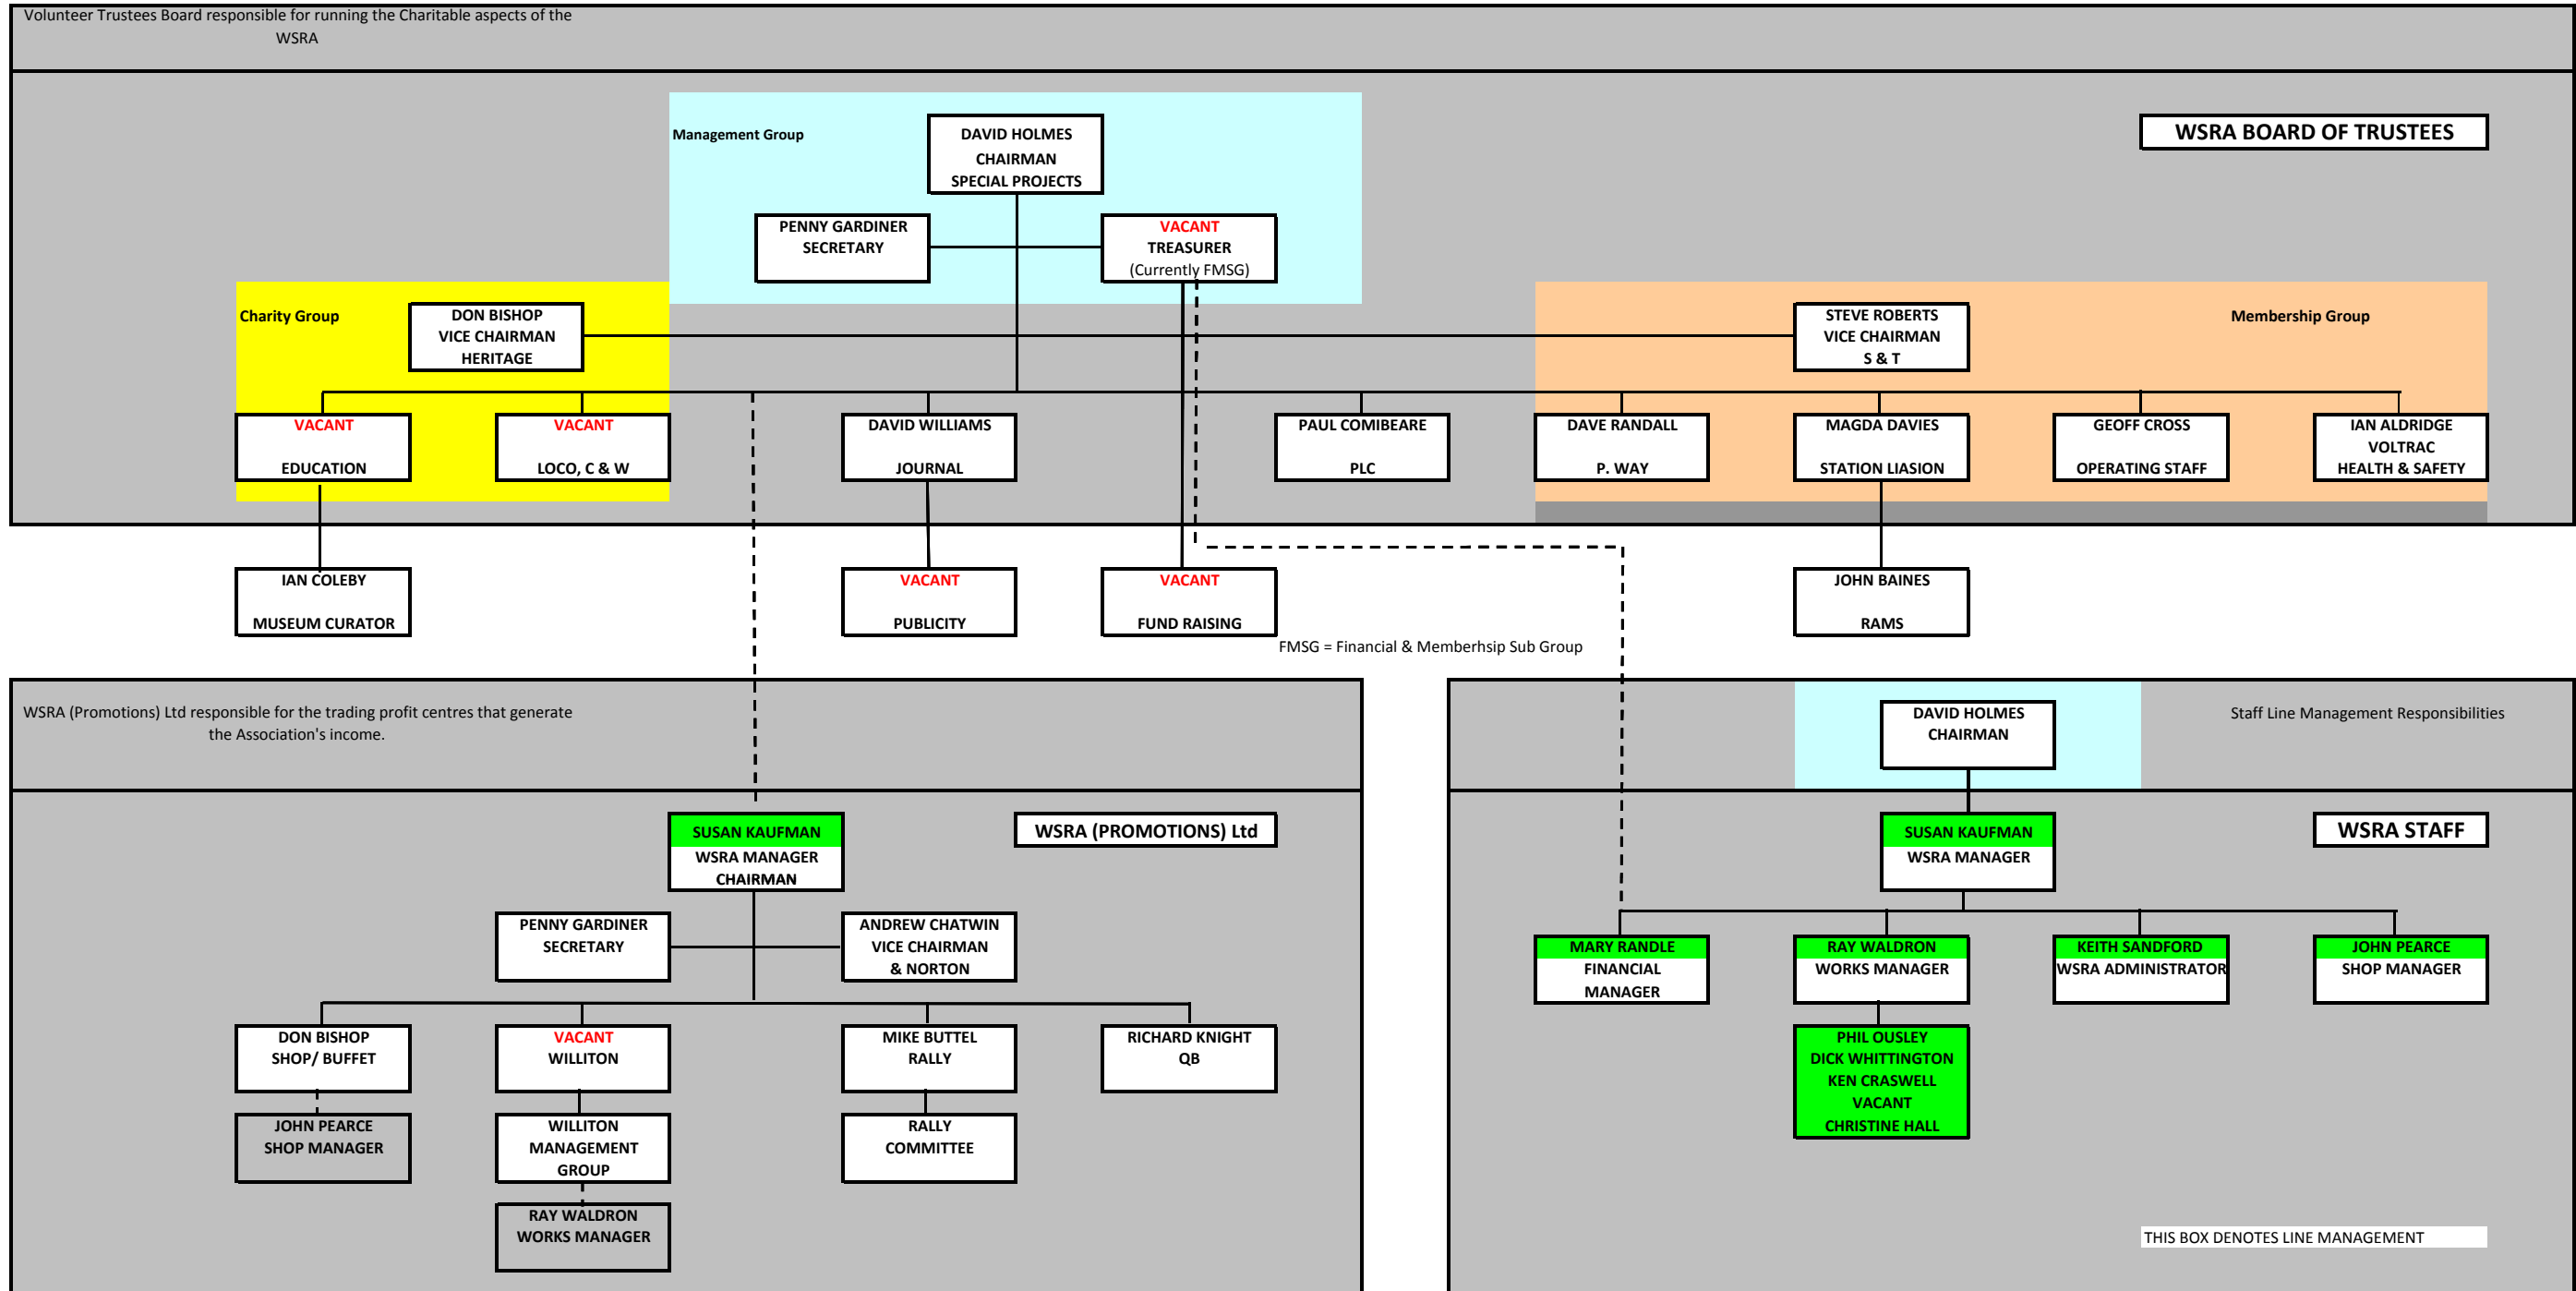 Volunteer Trustees Board responsible for running the Charitable aspects of the
WSRA
Management Group
DAVID HOLMES
CHAIRMAN
SPECIAL PROJECTS
WSRA BOARD OF TRUSTEES
PENNY GARDINER
SECRETARY
VACANT
TREASURER
(Currently FMSG)
Charity Group
DON BISHOP
VICE CHAIRMAN
HERITAGE
STEVE ROBERTS
VICE CHAIRMAN
S & T
Membership Group
VACANT
EDUCATION
VACANT
LOCO, C & W
DAVID WILLIAMS
JOURNAL
PAUL COMIBEARE
PLC
DAVE RANDALL
P. WAY
MAGDA DAVIES
STATION LIASION
GEOFF CROSS
OPERATING STAFF
IAN ALDRIDGE
VOLTRAC
HEALTH & SAFETY
IAN COLEBY
MUSEUM CURATOR
VACANT
PUBLICITY
VACANT
FUND RAISING
JOHN BAINES
RAMS
FMSG = Financial & Memberhsip Sub Group
WSRA (Promotions) Ltd responsible for the trading profit centres that generate
the Association's income.
SUSAN KAUFMAN
WSRA MANAGER
CHAIRMAN
WSRA (PROMOTIONS) Ltd
PENNY GARDINER
SECRETARY
ANDREW CHATWIN
VICE CHAIRMAN
& NORTON
DON BISHOP
SHOP/ BUFFET
VACANT
WILLITON
MIKE BUTTEL
RALLY
RICHARD KNIGHT
QB
JOHN PEARCE
SHOP MANAGER
WILLITON
MANAGEMENT
GROUP
RALLY
COMMITTEE
RAY WALDRON
WORKS MANAGER
DAVID HOLMES
CHAIRMAN
Staff Line Management Responsibilities
SUSAN KAUFMAN
WSRA MANAGER
WSRA STAFF
MARY RANDLE
FINANCIAL
MANAGER
RAY WALDRON
WORKS MANAGER
KEITH SANDFORD
WSRA ADMINISTRATOR
JOHN PEARCE
SHOP MANAGER
PHIL OUSLEY
DICK WHITTINGTON
KEN CRASWELL
VACANT
CHRISTINE HALL
THIS BOX DENOTES LINE MANAGEMENT